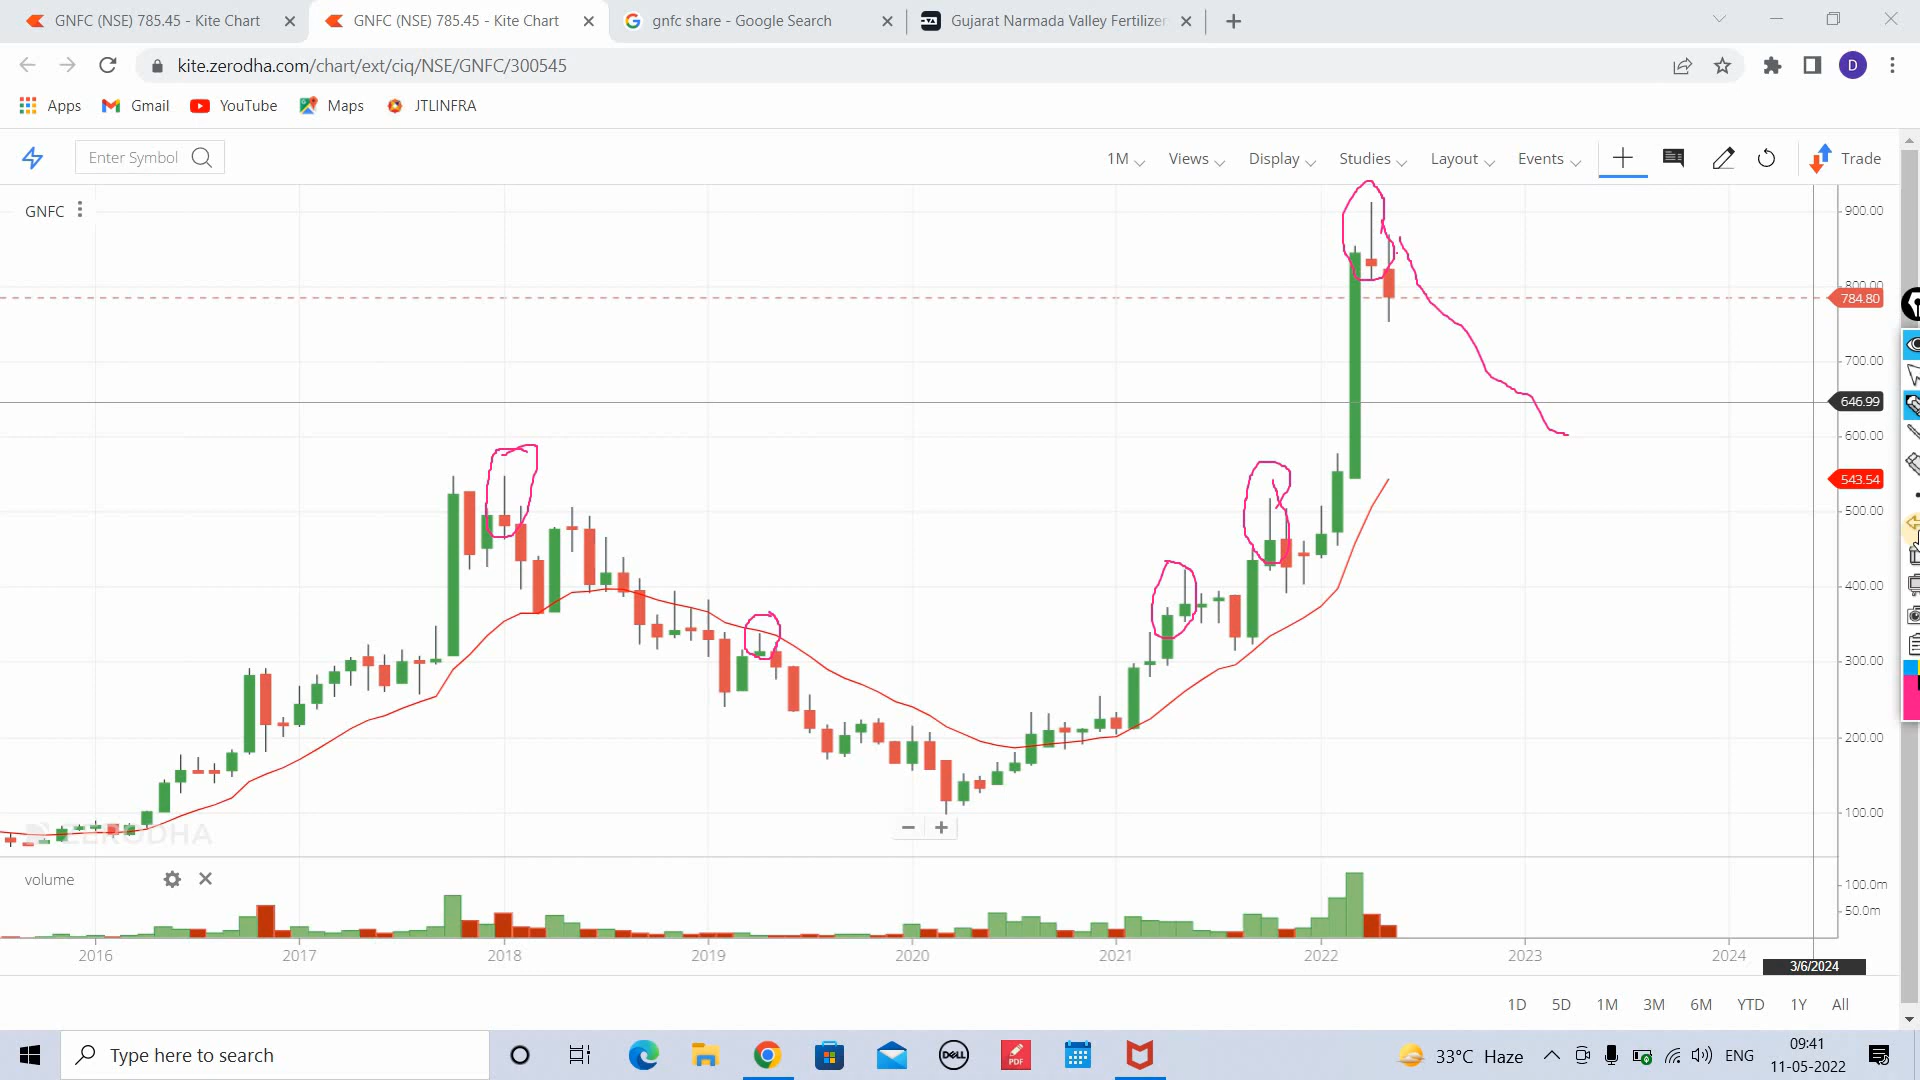 GNFC (NSE) 785.45 - Kite Chart
GNFC (NSE) 785.45 - Kite Chart
gnfc share - Google Search
Gujarat Narmada Valley Fertilizer
kite.zerodha.com/chart/ext/ciq/NSE/GNFC/300545
D
Apps
Gmail
YouTube
Maps
JTLINFRA
Enter Symbol
1M
Views
Display
Studies
Layout
Events
Trade
GNFC
900.00
800.00
784.80
700.00
646.99
600.00
543.54
500.00
400.00
300.00
200.00
100.00
ZERODHA
volume
100.0m
50.0m
2016
2017
2018
2019
2020
2021
2022
2023
2024
3/6/2024
1D
5D
1M
3M
6M
YTD
1Y
All
Type here to search
DELL
PDF
33°C Haze
ENG
09:41
11-05-2022